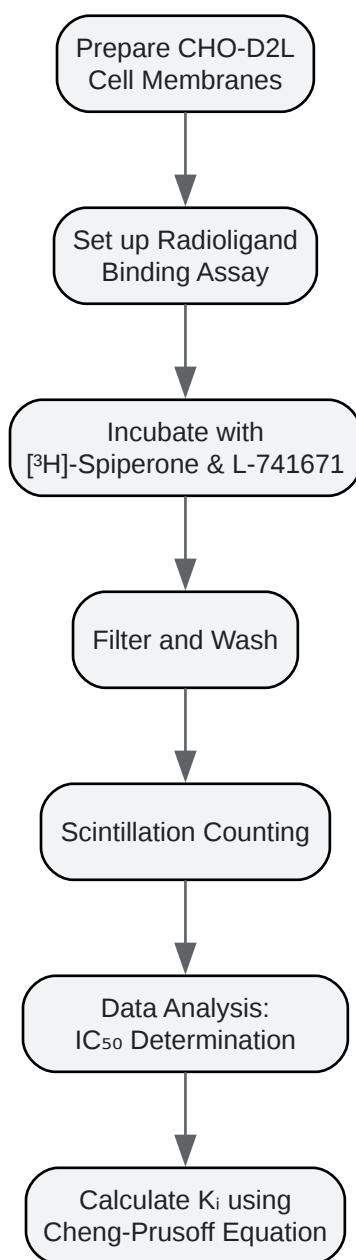 Prepare CHO-D2L
Cell Membranes
Set up Radioligand
Binding Assay
Incubate with
[³H]-Spiperone & L-741671
Filter and Wash
Scintillation Counting
Data Analysis:
IC₅₀ Determination
Calculate Kᵢ using
Cheng-Prusoff Equation